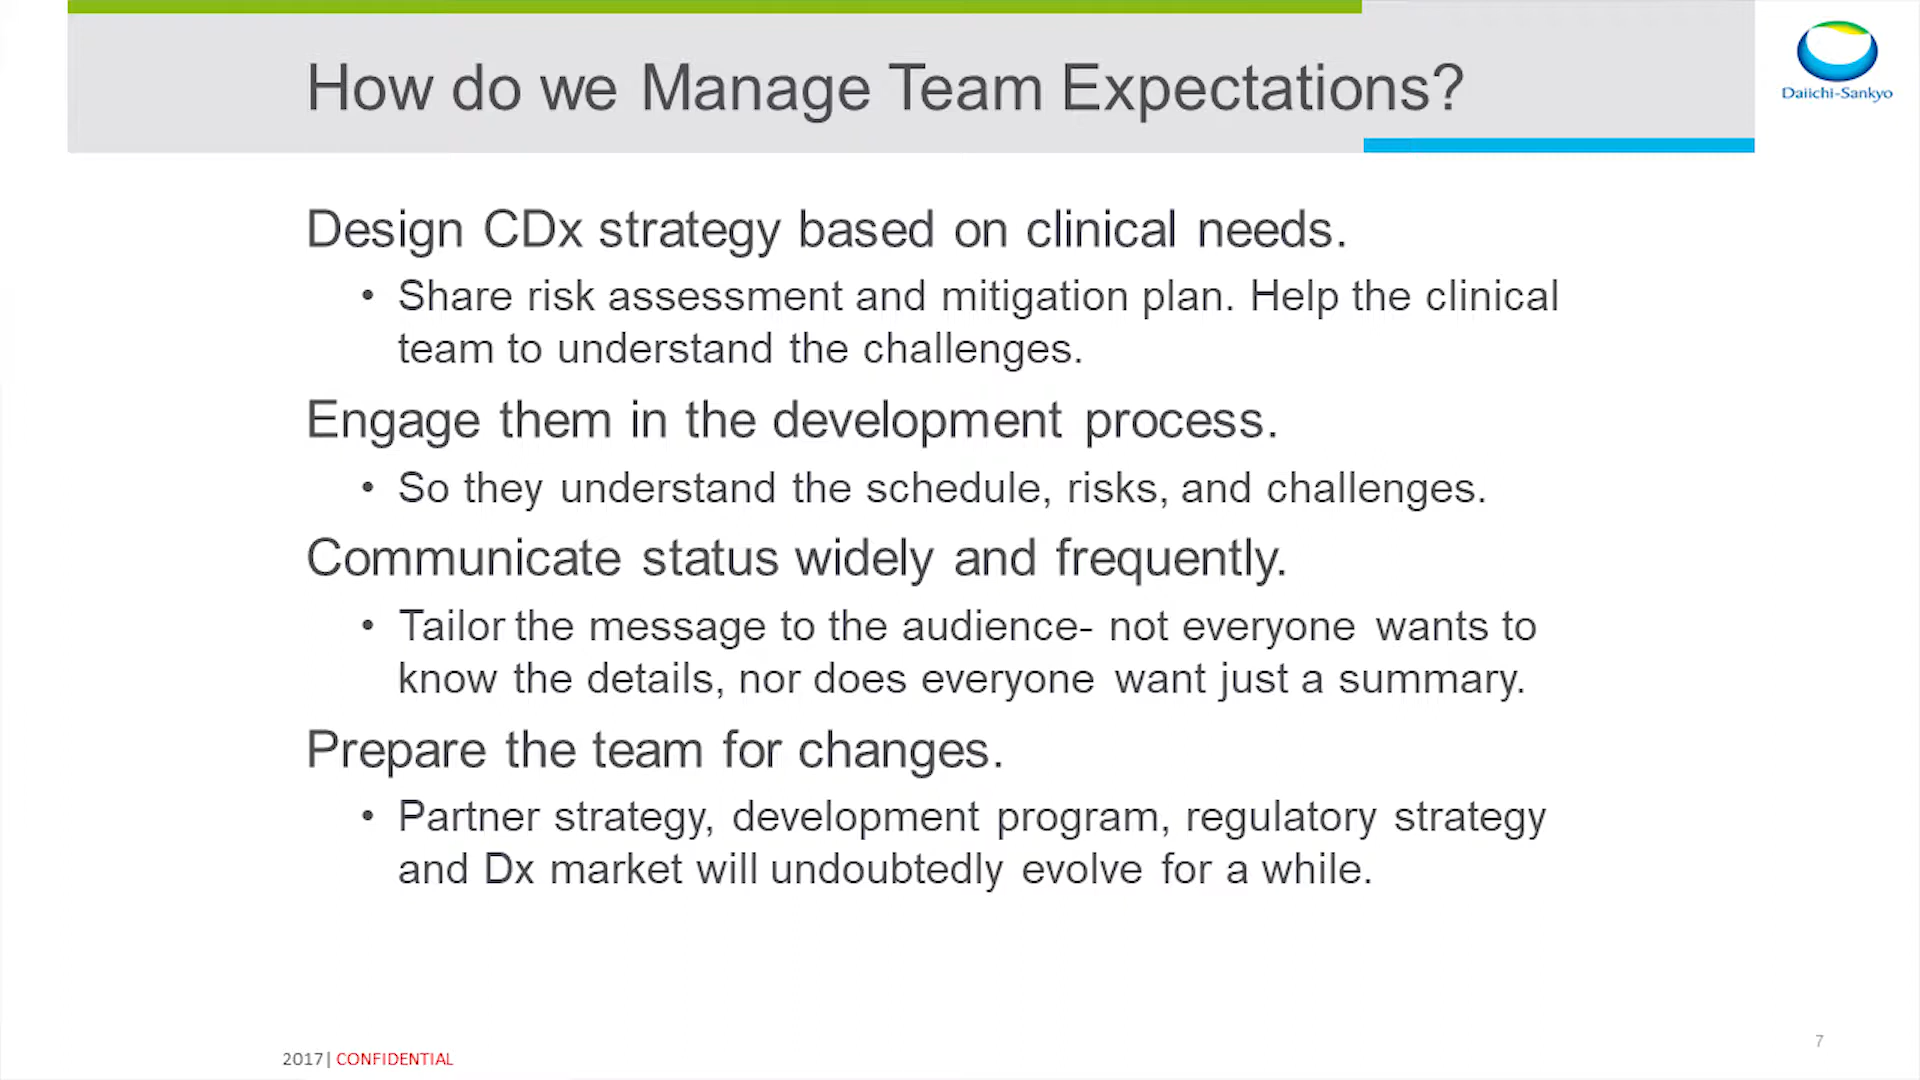 How do we Manage Team Expectations?
Daiichi-Sankyo
Design CDx strategy based on clinical needs.
• Share risk assessment and mitigation plan. Help the clinical
team to understand the challenges.
Engage them in the development process.
• So they understand the schedule, risks, and challenges.
Communicate status widely and frequently.
• Tailor the message to the audience- not everyone wants to
know the details, nor does everyone want just a summary.
Prepare the team for changes.
• Partner strategy, development program, regulatory strategy
and Dx market will undoubtedly evolve for a while.
2017| CONFIDENTIAL
7